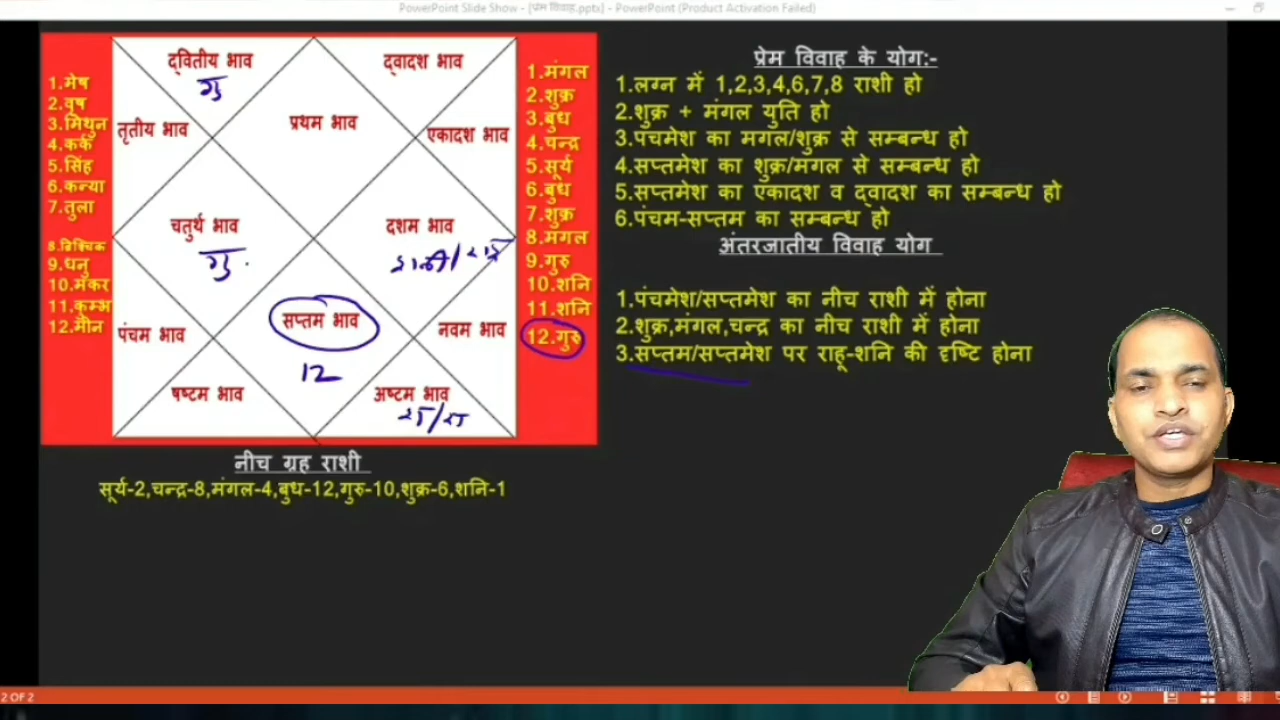 PowerPoint Slide Show - [प्रेम विवाह.pptx] - PowerPoint (Product Activation Failed)
1.मेष
2.वृष
3.मिथुन
4.कर्क
5.सिंह
6.कन्या
7.तुला
8.व्रिश्चिक
9.धनु
10.मकर
11.कुम्भ
12.मीन
द्वितीय भाव
गु
द्वादश भाव
तृतीय भाव
प्रथम भाव
एकादश भाव
चतुर्थ भाव
गु
दशम भाव
सप्तम भाव
12
पंचम भाव
नवम भाव
षष्टम भाव
अष्टम भाव
1.मंगल
2.शुक्र
3.बुध
4.चन्द्र
5.सूर्य
6.बुध
7.शुक्र
8.मंगल
9.गुरु
10.शनि
11.शनि
12.गुरु
नीच ग्रह राशी
सूर्य-2,चन्द्र-8,मंगल-4,बुध-12,गुरु-10,शुक्र-6,शनि-1
प्रेम विवाह के योग:-
1.लग्न में 1,2,3,4,6,7,8 राशी हो
2.शुक्र + मंगल युति हो
3.पंचमेश का मगल/शुक्र से सम्बन्ध हो
4.सप्तमेश का शुक्र/मगल से सम्बन्ध हो
5.सप्तमेश का एकादश व द्वादश का सम्बन्ध हो
6.पंचम-सप्तम का सम्बन्ध हो
अंतरजातीय विवाह योग
1.पंचमेश/सप्तमेश का नीच राशी में होना
2.शुक्र,मंगल,चन्द्र का नीच राशी में होना
3.सप्तम/सप्तमेश पर राहू-शनि की दृष्टि होना
2 OF 2